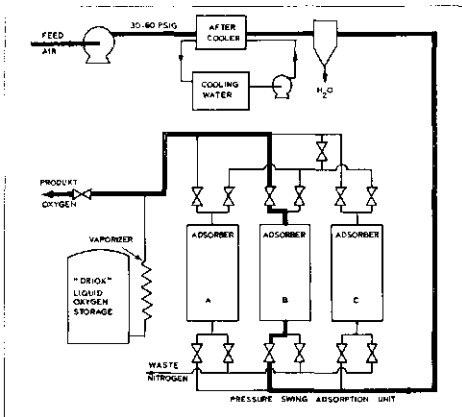 FEED
AIR
30-60 PSIG
AFTER
COOLER
COOLING
WATER
H2O
PRODUKT
OXYGEN
VAPORIZER
"DRIOX"
LIQUID
OXYGEN
STORAGE
ADSORBER
A
ADSORBER
B
ADSORBER
C
WASTE
NITROGEN
PRESSURE SWING ADSORPTION UNIT